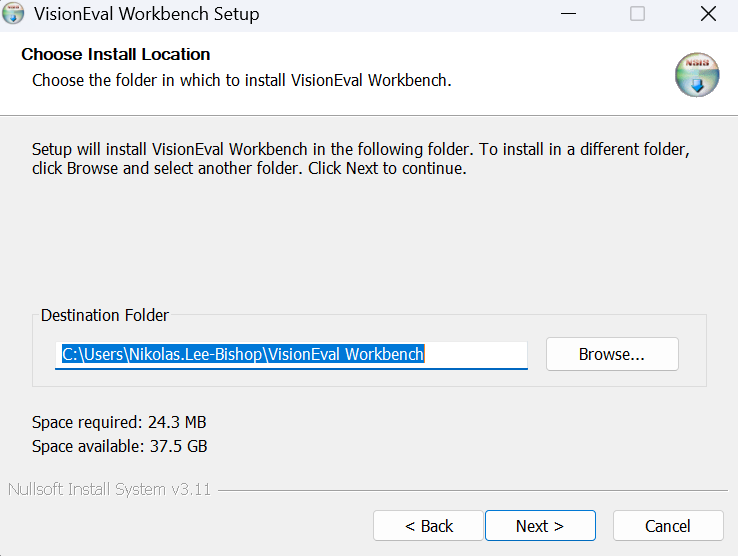 VisionEval Workbench Setup
Choose Install Location
Choose the folder in which to install VisionEval Workbench.
NSIS
Setup will install VisionEval Workbench in the following folder. To install in a different folder,
click Browse and select another folder. Click Next to continue.
Destination Folder
C:\Users\Nikolas.Lee-Bishop\VisionEval Workbench
Browse...
Space required: 24.3 MB
Space available: 37.5 GB
Nullsoft Install System v3.11
< Back
Next >
Cancel